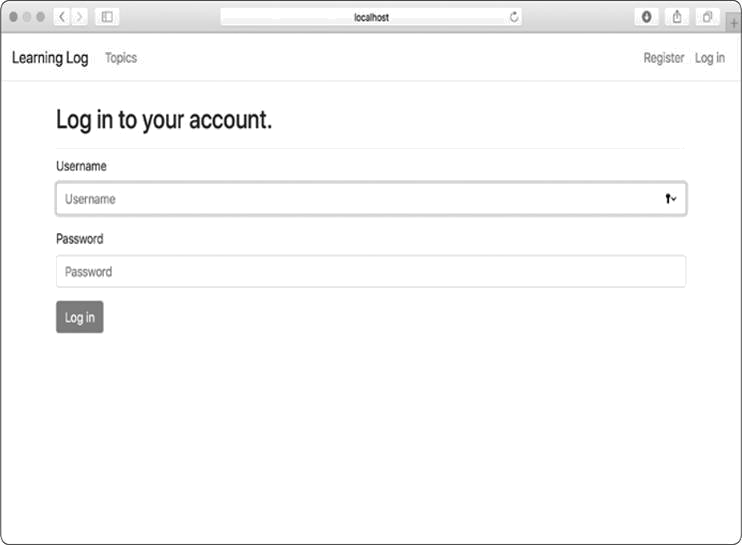 localhost
Learning Log Topics Register Log in
Log in to your account.
Username
Username
Password
Password
Log in